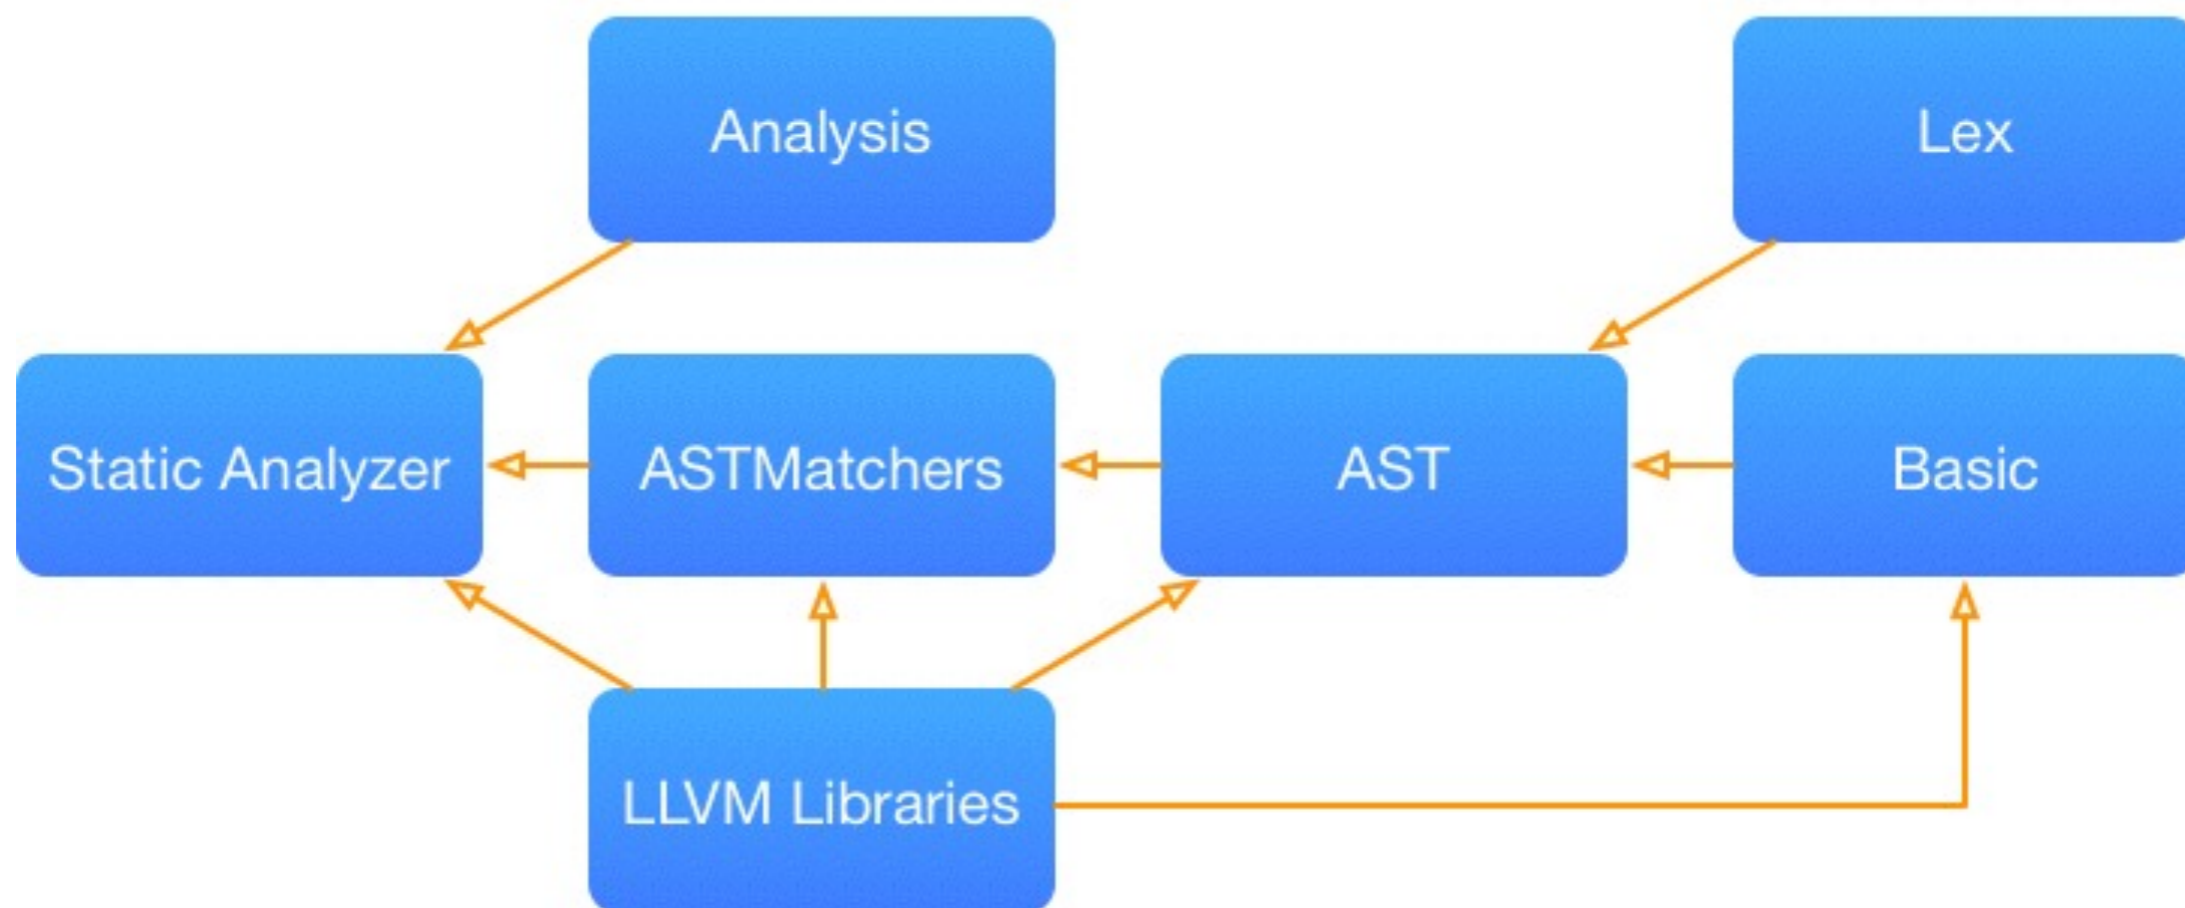 Analysis
Lex
Static Analyzer
ASTMatchers
AST
Basic
LLVM Libraries